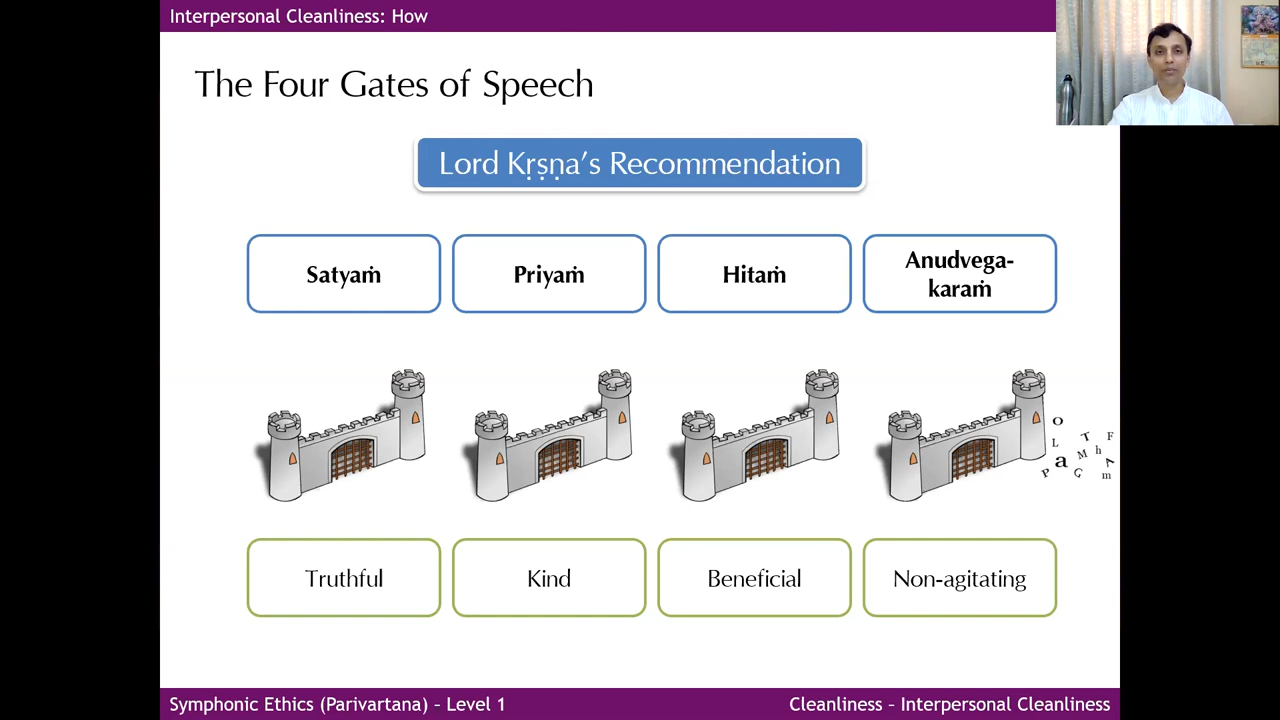 Interpersonal Cleanliness: How
The Four Gates of Speech
Lord Kṛṣṇa's Recommendation
Satyaṁ
Priyaṁ
Hitaṁ
Anudvega-
karaṁ
O
T
F
L
M
h
a
A
P
G
m
Truthful
Kind
Beneficial
Non-agitating
Symphonic Ethics (Parivartana) – Level 1
Cleanliness – Interpersonal Cleanliness